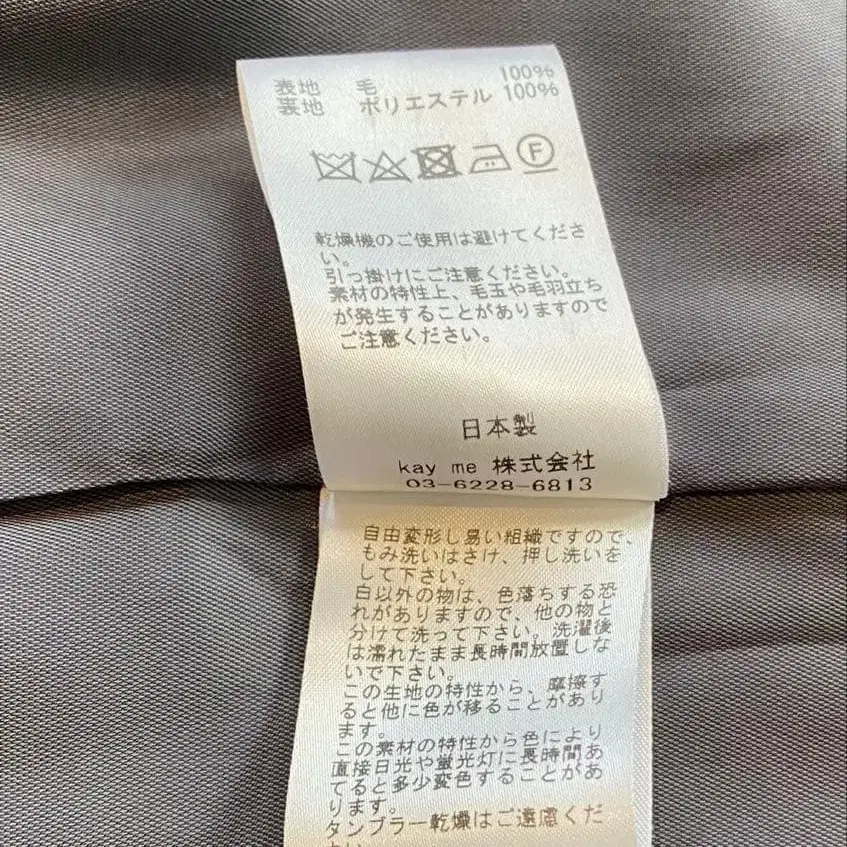 表地　毛　100%
裏地　ポリエステル 100%
F
乾燥機のご使用は避けてくださ
い。
引っ掛けにご注意ください。
素材の特性上、毛玉や毛羽立ち
が発生することがありますので
ご注意ください。
日本製
kay me 株式会社
03-6228-6813
自由変形し易い組織ですので、
もみ洗いはさけ、押し洗いを
して下さい。
白以外の物は、色落ちする恐
れがありますので、他の物と
分けて洗って下さい。洗濯後
は濡れたまま長時間放置しな
いで下さい。
この生地の特性から、摩擦す
ると他に色が移ることがあり
ます。
この素材の特性から色により
直接日光や蛍光灯に長時間あ
てると多少変色することがあ
ります。
タンブラー乾燥はご遠慮くだ